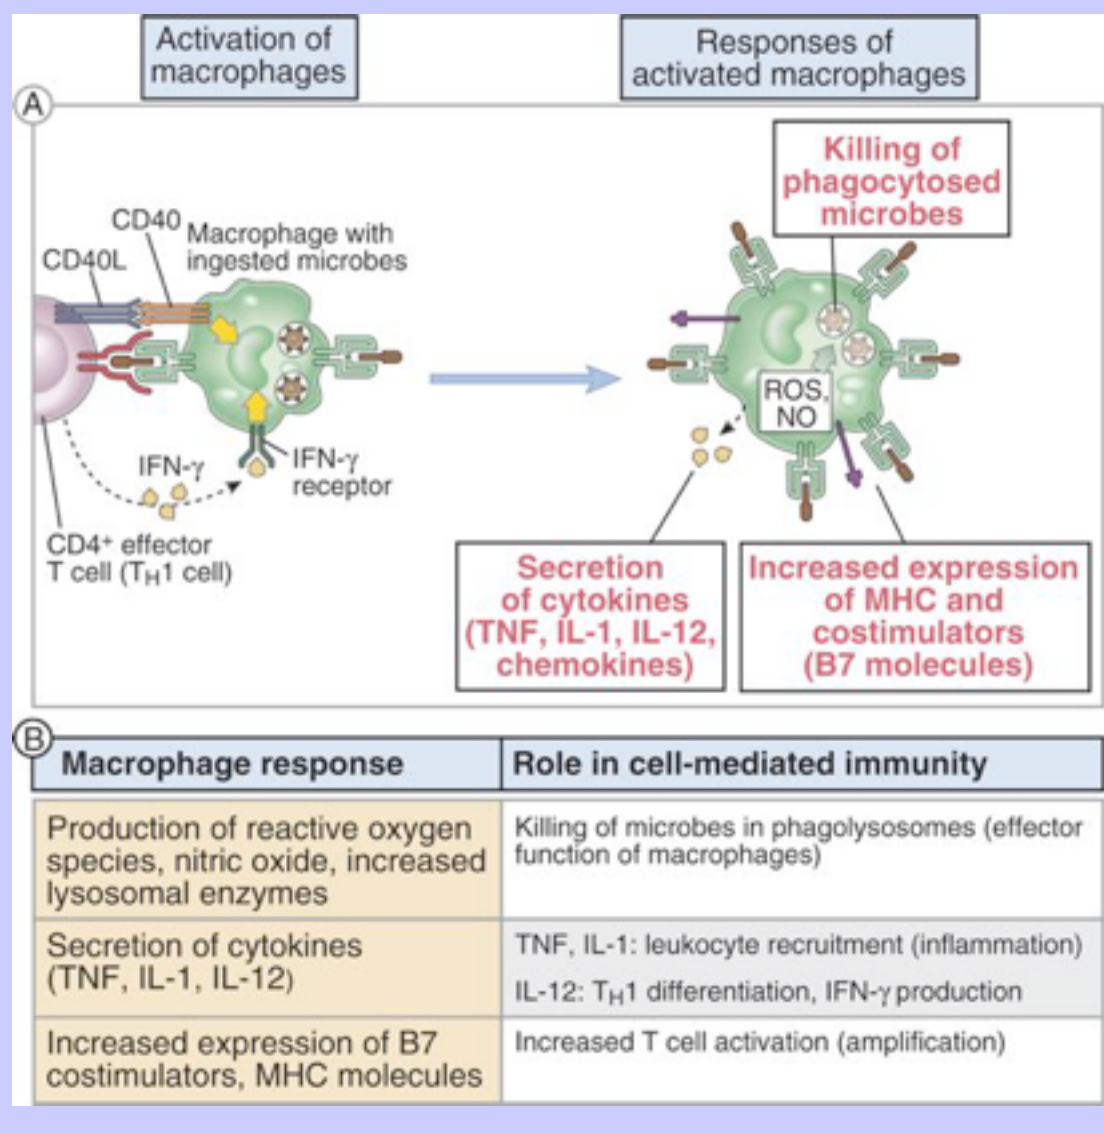 Activation of
macrophages
Responses of
activated macrophages
A
Killing of
phagocytosed
microbes
CD40
CD40L
Macrophage with
ingested microbes
ROS,
NO
IFN-γ
IFN-γ
receptor
CD4⁺ effector
T cell (TH1 cell)
Secretion
of cytokines
(TNF, IL-1, IL-12,
chemokines)
Increased expression
of MHC and
costimulators
(B7 molecules)
B
Macrophage response
Role in cell-mediated immunity
Production of reactive oxygen
species, nitric oxide, increased
lysosomal enzymes
Killing of microbes in phagolysosomes (effector
function of macrophages)
Secretion of cytokines
(TNF, IL-1, IL-12)
TNF, IL-1: leukocyte recruitment (inflammation)
IL-12: TH1 differentiation, IFN-γ production
Increased expression of B7
costimulators, MHC molecules
Increased T cell activation (amplification)